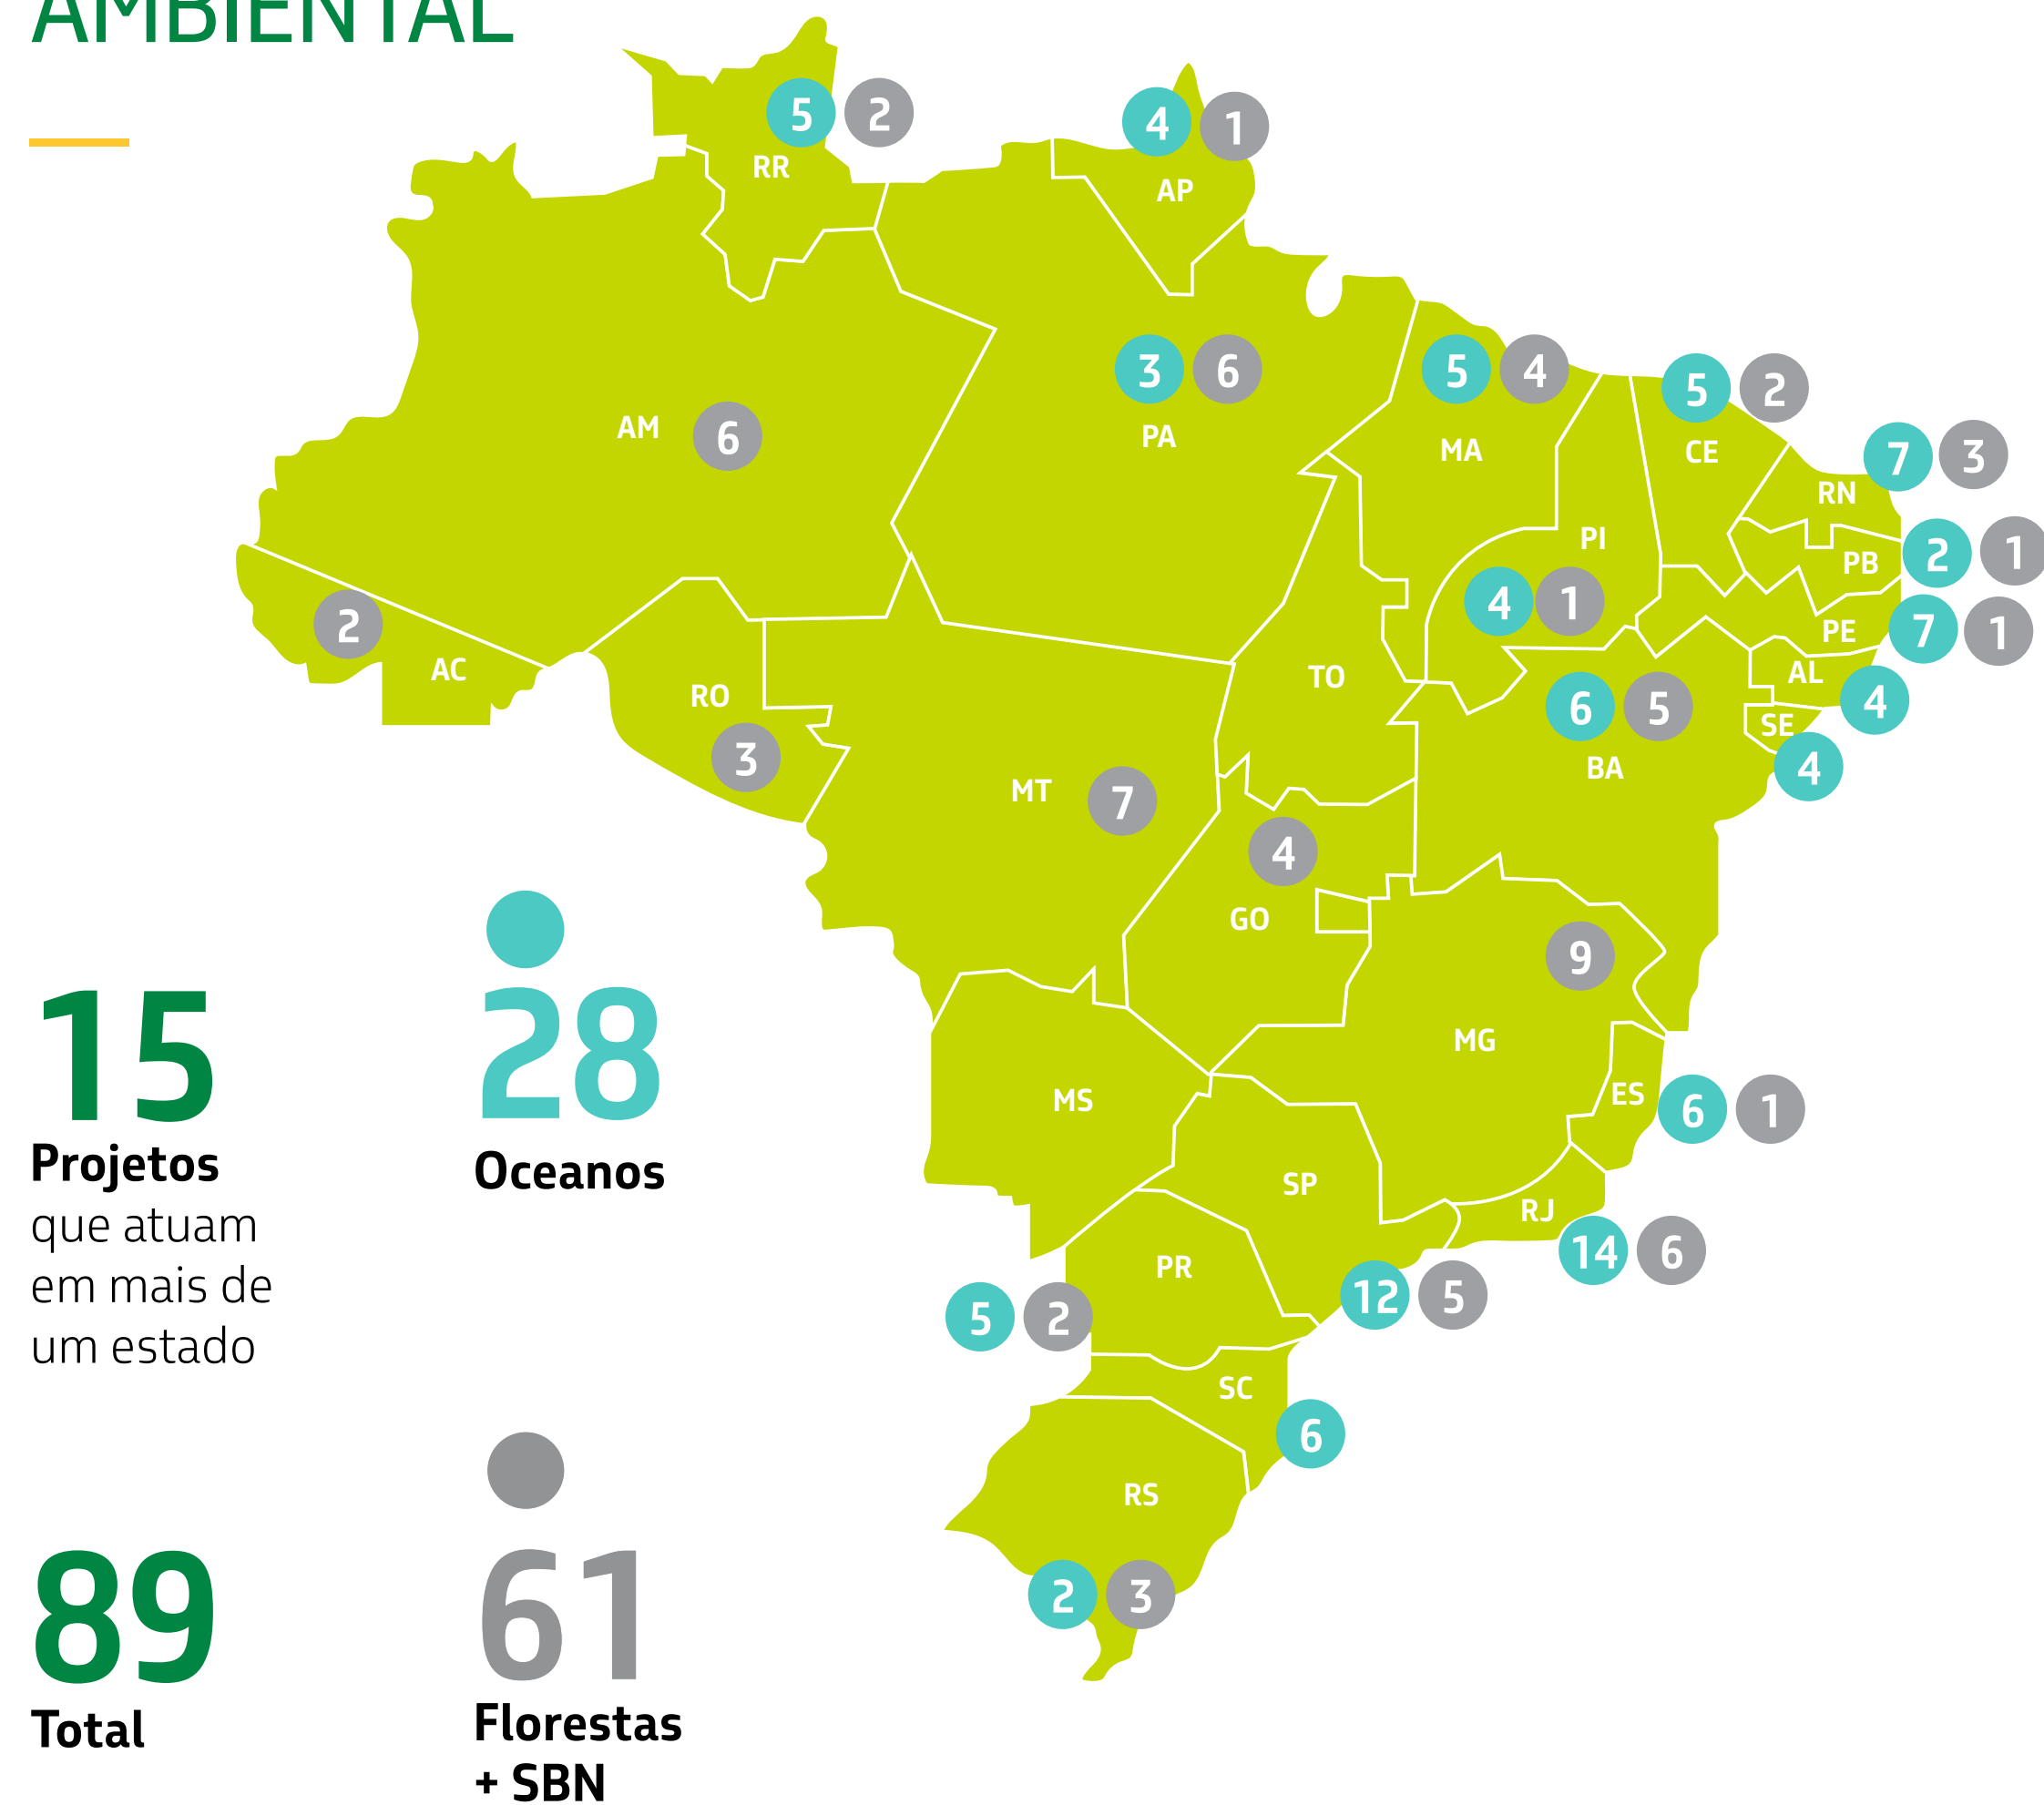 AMBIENTAL
5 2
RR
4 1
AP
3 6
PA
5 4
MA
5 2
CE
7 3
RN
AM 6
PI
4 1
2 1
PB
7 1
PE
2
AC
RO
3
TO
6 5
BA
AL
4
SE
4
MT 7
4
GO
9
MG
MS
ES
6 1
SP
RJ
14 6
PR
12 5
5 2
SC
6
RS
2 3
15
Projetos
que atuam
em mais de
um estado
28
Oceanos
89
Total
61
Florestas
+ SBN